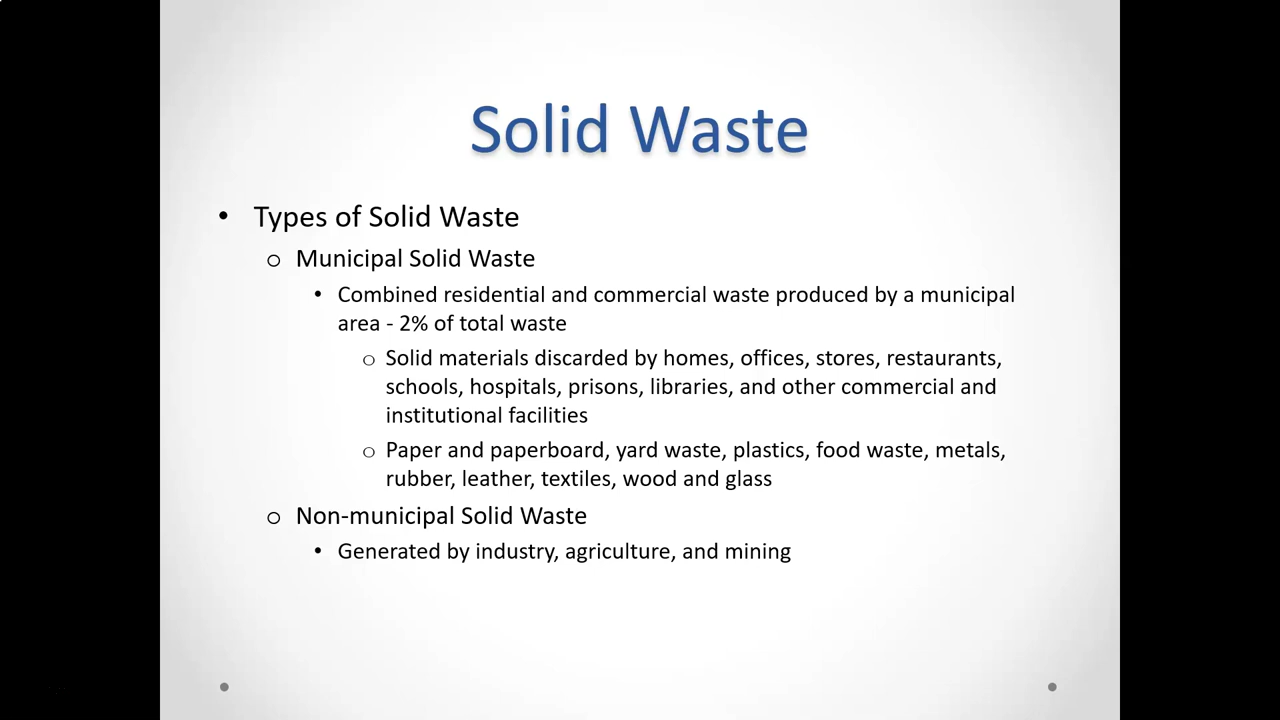 Solid Waste
• Types of Solid Waste
o Municipal Solid Waste
• Combined residential and commercial waste produced by a municipal
area - 2% of total waste
o Solid materials discarded by homes, offices, stores, restaurants,
schools, hospitals, prisons, libraries, and other commercial and
institutional facilities
o Paper and paperboard, yard waste, plastics, food waste, metals,
rubber, leather, textiles, wood and glass
o Non-municipal Solid Waste
• Generated by industry, agriculture, and mining